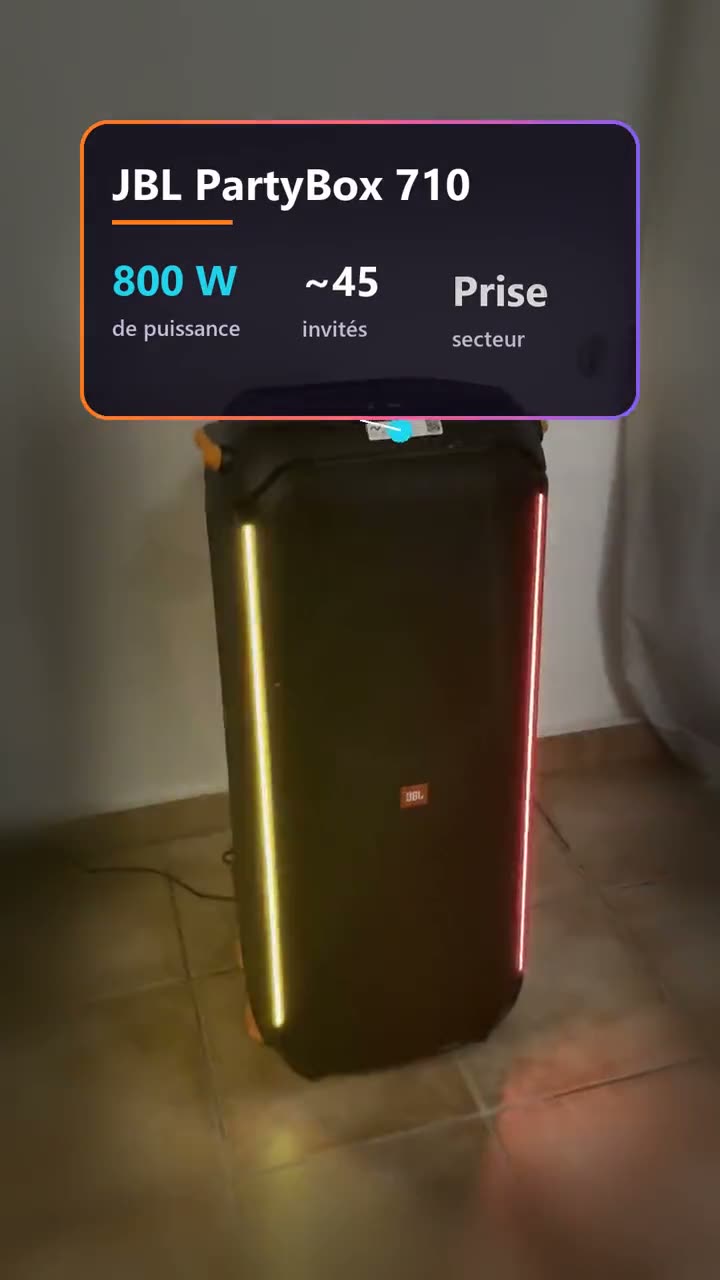 JBL PartyBox 710
800 W
~45
Prise
de puissance
invités
secteur
JBL